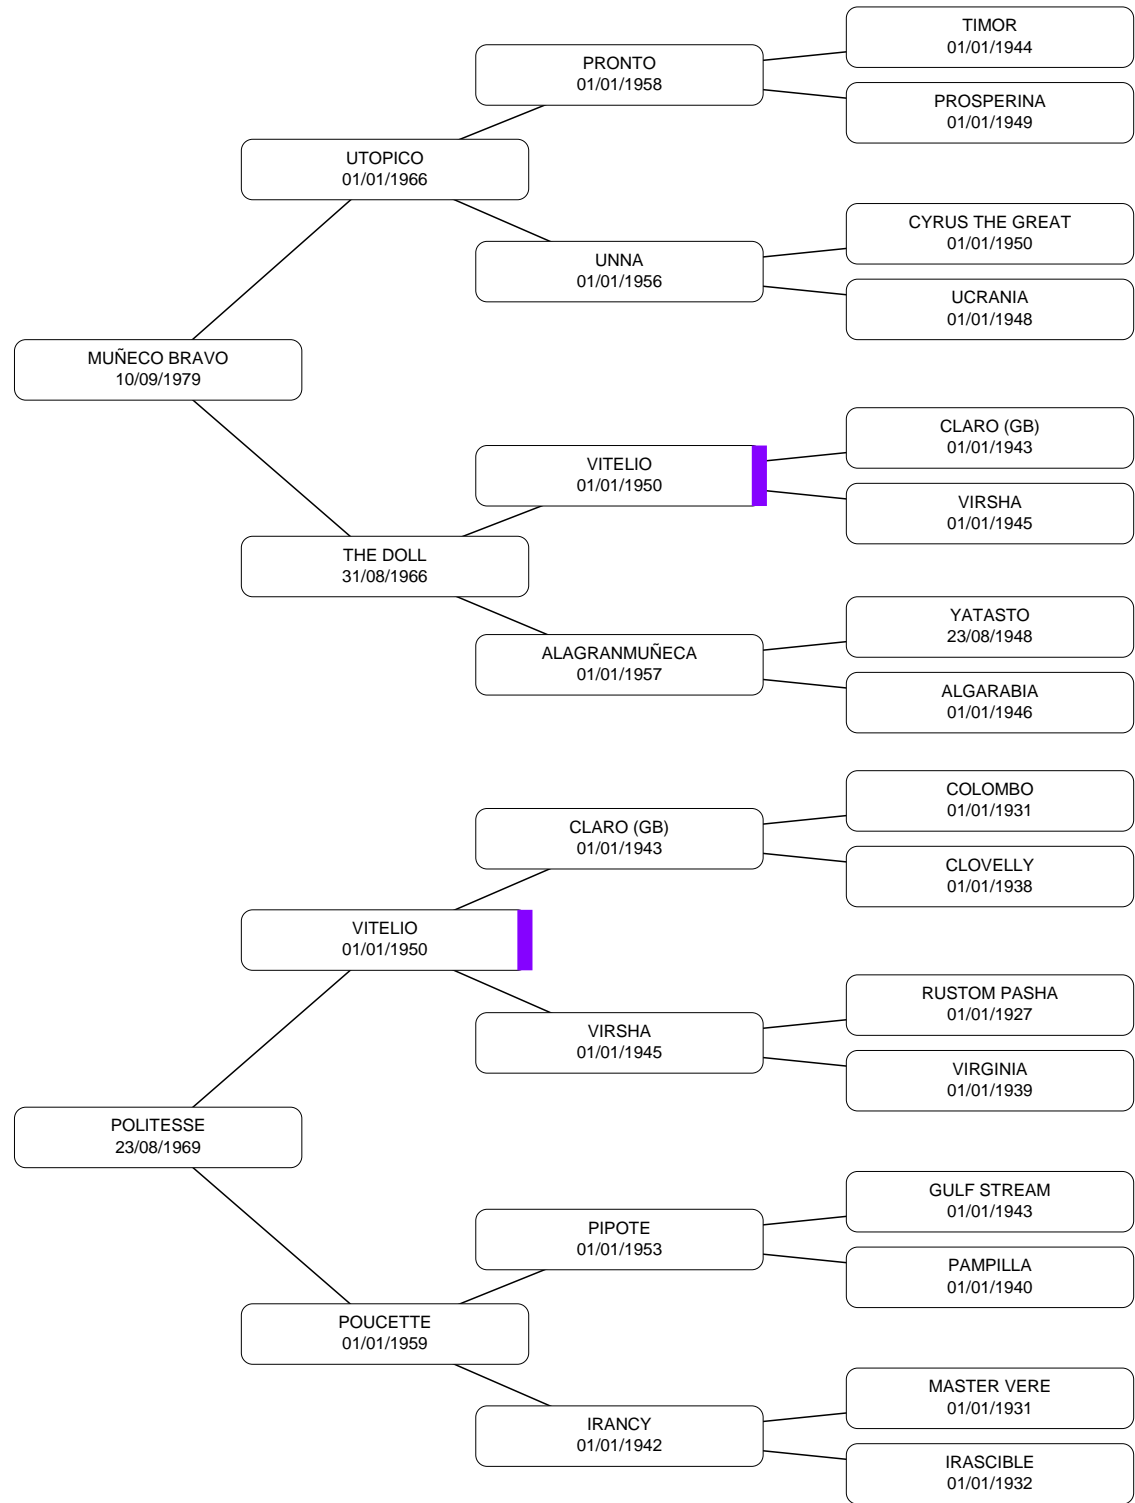 TIMOR
01/01/1944
PRONTO
01/01/1958
PROSPERINA
01/01/1949
UTOPICO
01/01/1966
CYRUS THE GREAT
01/01/1950
UNNA
01/01/1956
UCRANIA
01/01/1948
MUÑECO BRAVO
10/09/1979
CLARO (GB)
01/01/1943
VITELIO
01/01/1950
VIRSHA
01/01/1945
THE DOLL
31/08/1966
YATASTO
23/08/1948
ALAGRANMUÑECA
01/01/1957
ALGARABIA
01/01/1946
COLOMBO
01/01/1931
CLARO (GB)
01/01/1943
CLOVELLY
01/01/1938
VITELIO
01/01/1950
RUSTOM PASHA
01/01/1927
VIRSHA
01/01/1945
VIRGINIA
01/01/1939
POLITESSE
23/08/1969
GULF STREAM
01/01/1943
PIPOTE
01/01/1953
PAMPILLA
01/01/1940
POUCETTE
01/01/1959
MASTER VERE
01/01/1931
IRANCY
01/01/1942
IRASCIBLE
01/01/1932